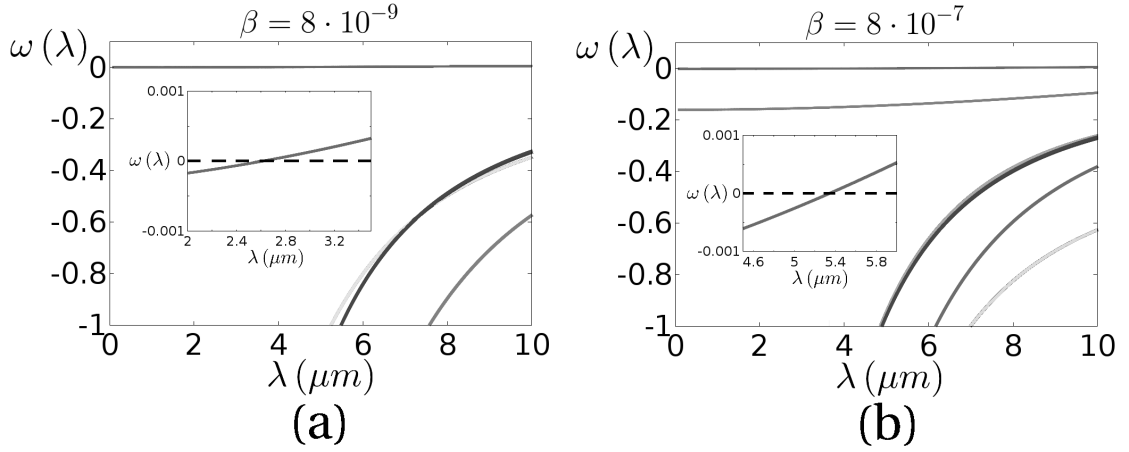 β = 8 · 10⁻⁹
ω (λ)
0
-0.2
-0.4
-0.6
-0.8
-1
0 2 4 6 8 10
λ (μm)
0.001
ω (λ) 0
-0.001
2 2.4 2.8 3.2
λ (μm)
(a)
β = 8 · 10⁻⁷
ω (λ)
0
-0.2
-0.4
-0.6
-0.8
-1
0 2 4 6 8 10
λ (μm)
0.001
ω (λ) 0
-0.001
4.6 5 5.4 5.8
λ (μm)
(b)